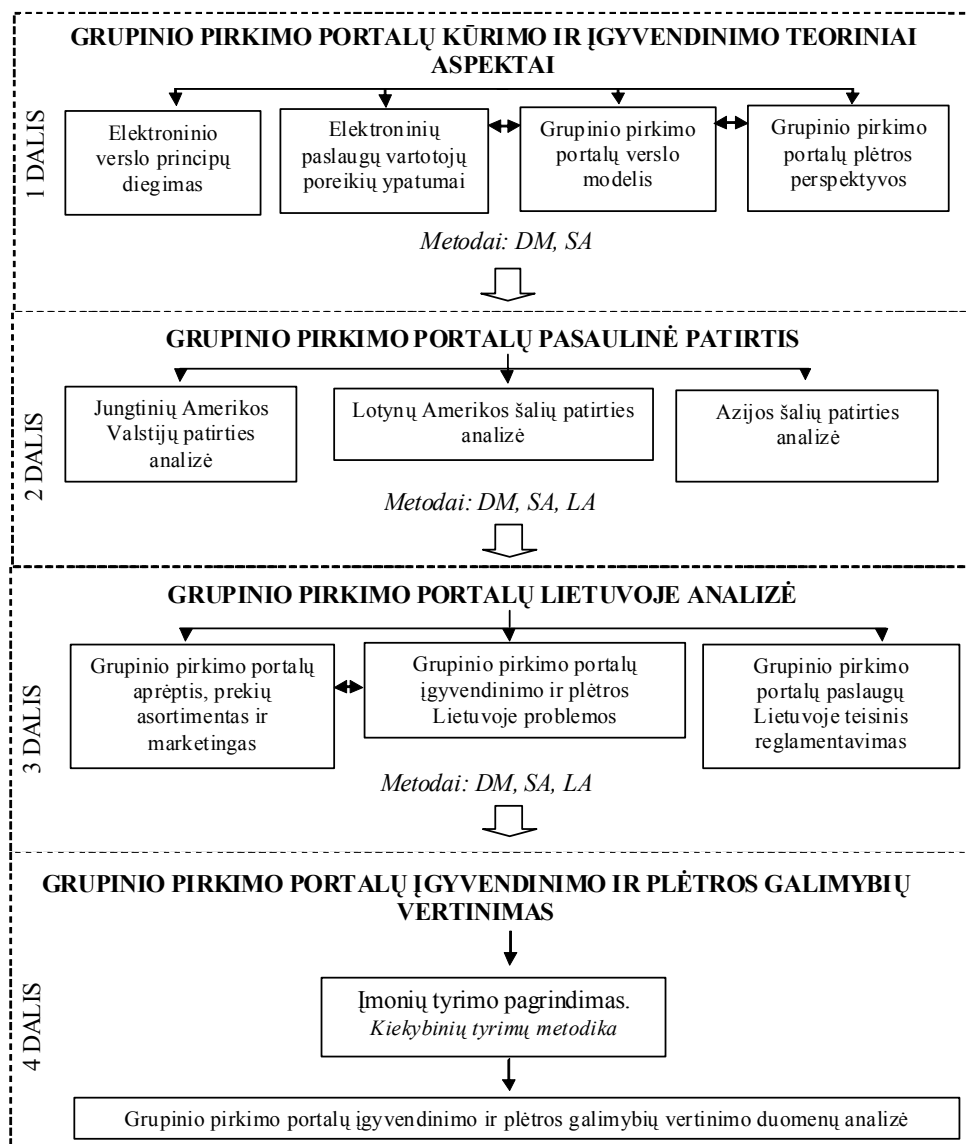 GRUPINIO PIRKIMO PORTALŲ KŪRIMO IR ĮGYVENDINIMO TEORINIAI
ASPEKTAI
1 DALIS
Elektroninio
verslo principų
diegimas
Elektroninių
paslaugų vartotojų
poreikių ypatumai
Grupinio pirkimo
portalų verslo
modelis
Grupinio pirkimo
portalų plėtros
perspektyvos
Metodai: DM, SA
GRUPINIO PIRKIMO PORTALŲ PASAULINĖ PATIRTIS
2 DALIS
Jungtinių Amerikos
Valstijų patirties
analizė
Lotynų Amerikos šalių patirties
analizė
Azijos šalių patirties
analizė
Metodai: DM, SA, LA
GRUPINIO PIRKIMO PORTALŲ LIETUVOJE ANALIZĖ
3 DALIS
Grupinio pirkimo portalų
aprėptis, prekių
asortimentas ir
marketingas
Grupinio pirkimo portalų
įgyvendinimo ir plėtros
Lietuvoje problemos
Grupinio pirkimo
portalų paslaugų
Lietuvoje teisinis
reglamentavimas
Metodai: DM, SA, LA
GRUPINIO PIRKIMO PORTALŲ ĮGYVENDINIMO IR PLĖTROS GALIMYBIŲ
VERTINIMAS
4 DALIS
Įmonių tyrimo pagrindimas.
Kiekybinių tyrimų metodika
Grupinio pirkimo portalų įgyvendinimo ir plėtros galimybių vertinimo duomenų analizė